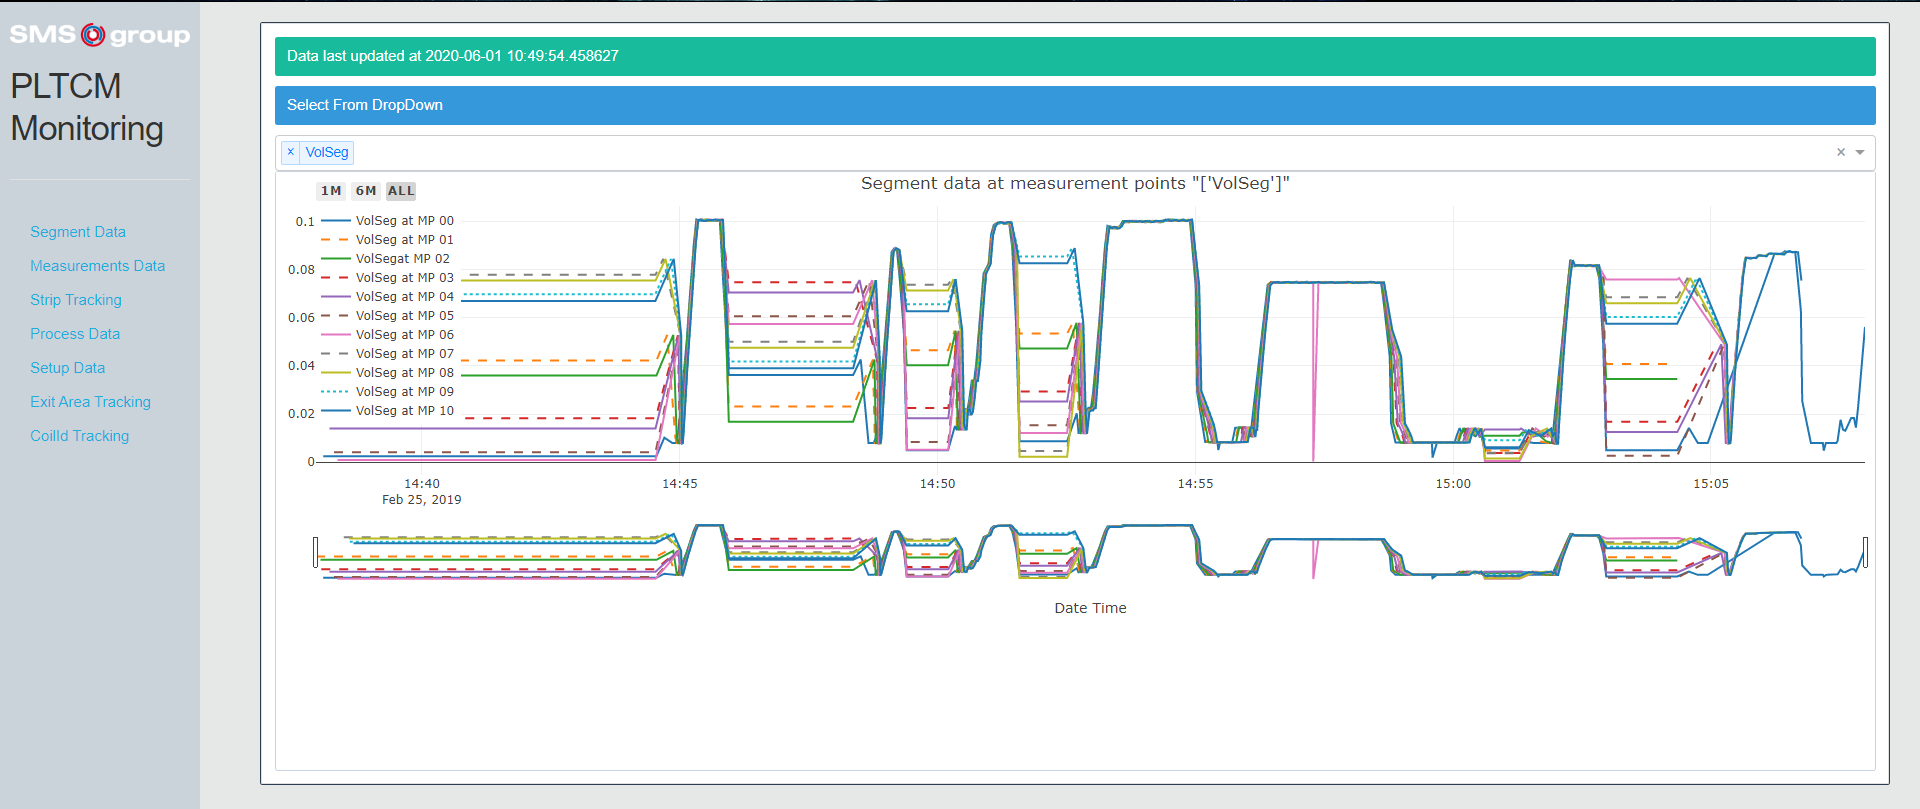 SMS group
PLTCM
Monitoring
Segment Data
Measurements Data
Strip Tracking
Process Data
Setup Data
Exit Area Tracking
CoilId Tracking
Data last updated at 2020-06-01 10:49:54.458627
Select From DropDown
× VolSeg ×
Segment data at measurement points "['VolSeg']"
1M 6M ALL
0.1
0.08
0.06
0.04
0.02
0
VolSeg at MP 00
VolSeg at MP 01
VolSegat MP 02
VolSeg at MP 03
VolSeg at MP 04
VolSeg at MP 05
VolSeg at MP 06
VolSeg at MP 07
VolSeg at MP 08
VolSeg at MP 09
VolSeg at MP 10
14:40 14:45 14:50 14:55 15:00 15:05
Feb 25, 2019
Date Time